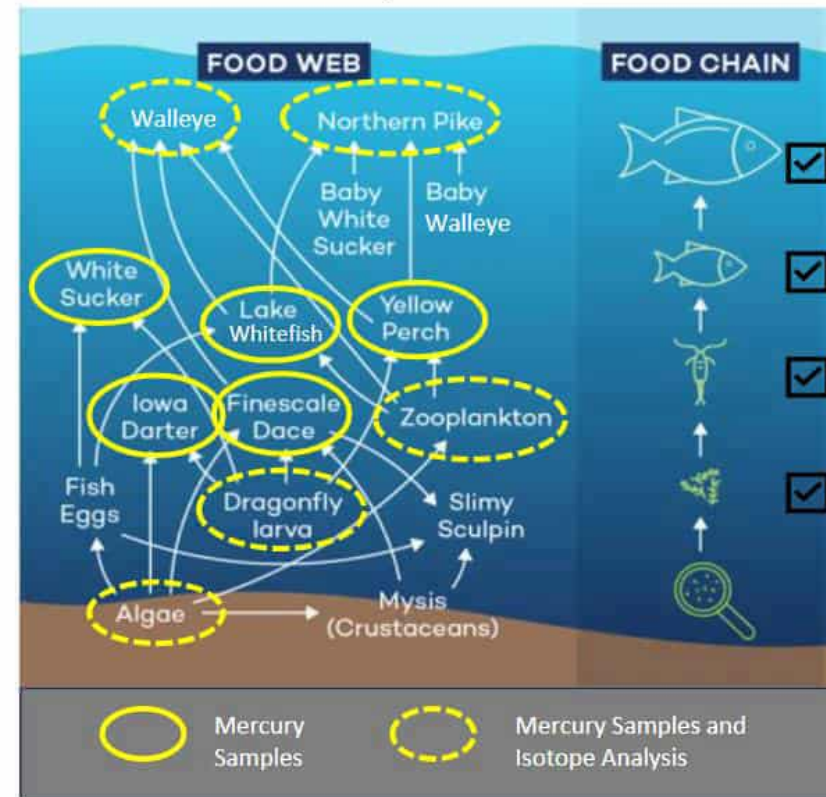 FOOD WEB
FOOD CHAIN
Walleye
Northern Pike
Baby
White
Sucker
Baby
Walleye
White
Sucker
Lake
Whitefish
Yellow
Perch
Iowa
Darter
Finescale
Dace
Zooplankton
Fish
Eggs
Dragonfly
larva
Slimy
Sculpin
Algae
Mysis
(Crustaceans)
Mercury
Samples
Mercury Samples and
Isotope Analysis